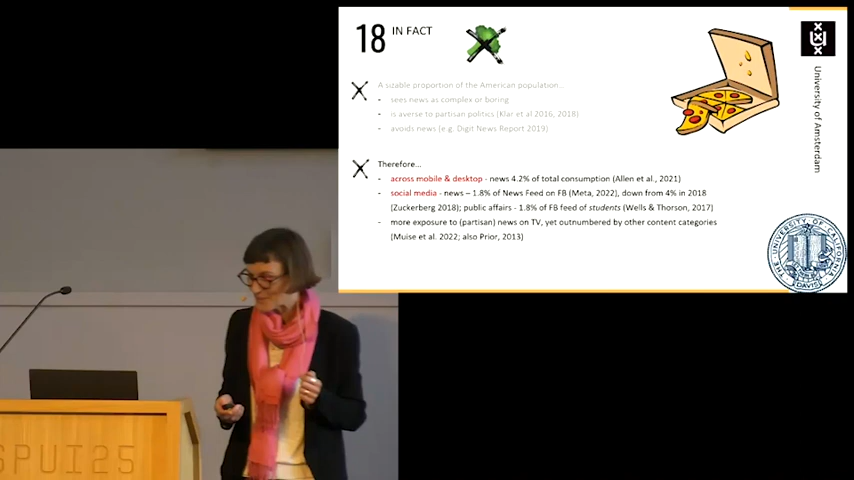 18 IN FACT
A sizable proportion of the American population...
- sees news as complex or boring
- is averse to partisan politics (Klar et al 2016, 2018)
- avoids news (e.g. Digit News Report 2019)
Therefore...
- across mobile & desktop - news 4.2% of total consumption (Allen et al., 2021)
- social media - news – 1.8% of News Feed on FB (Meta, 2022), down from 4% in 2018
(Zuckerberg 2018); public affairs - 1.8% of FB feed of students (Wells & Thorson, 2017)
- more exposure to (partisan) news on TV, yet outnumbered by other content categories
(Muise et al. 2022; also Prior, 2013)
University of Amsterdam
THE UNIVERSITY OF CALIFORNIA
DAVIS
SPUI25